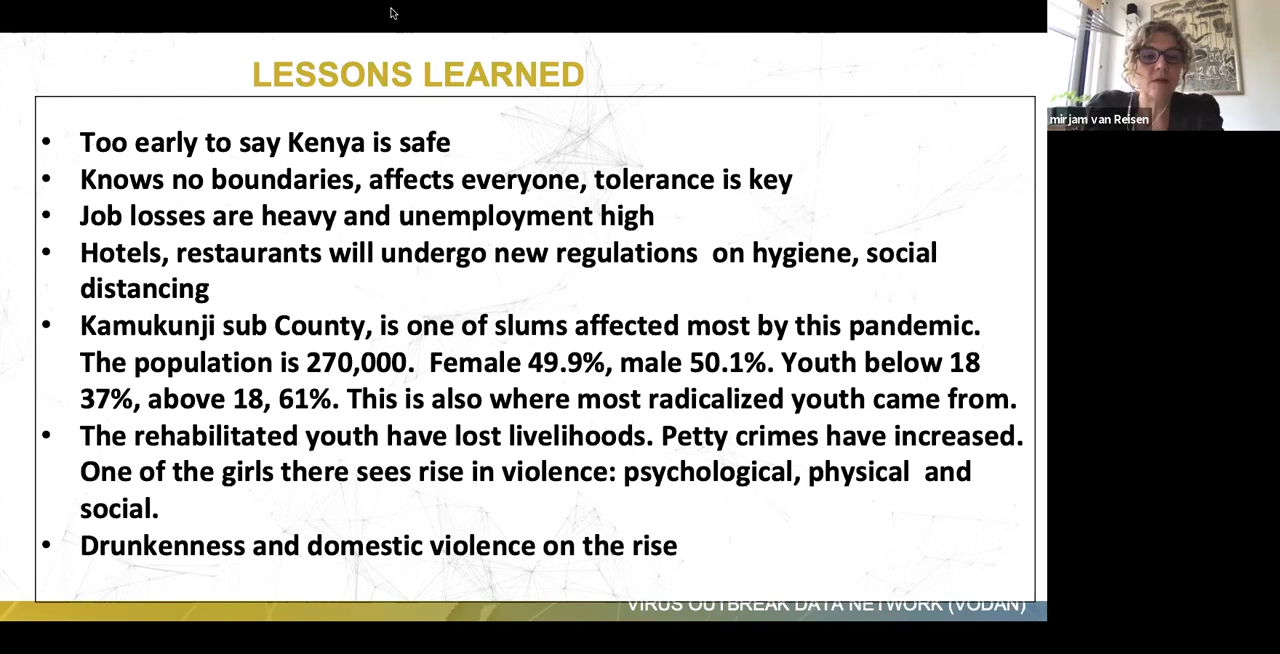 LESSONS LEARNED
mirjam van Reisen
• Too early to say Kenya is safe
• Knows no boundaries, affects everyone, tolerance is key
• Job losses are heavy and unemployment high
• Hotels, restaurants will undergo new regulations  on hygiene, social
distancing
• Kamukunji sub County, is one of slums affected most by this pandemic.
The population is 270,000.  Female 49.9%, male 50.1%. Youth below 18
37%, above 18, 61%. This is also where most radicalized youth came from.
• The rehabilitated youth have lost livelihoods. Petty crimes have increased.
One of the girls there sees rise in violence: psychological, physical  and
social.
• Drunkenness and domestic violence on the rise
VIRUS OUTBREAK DATA NETWORK (VODAN)